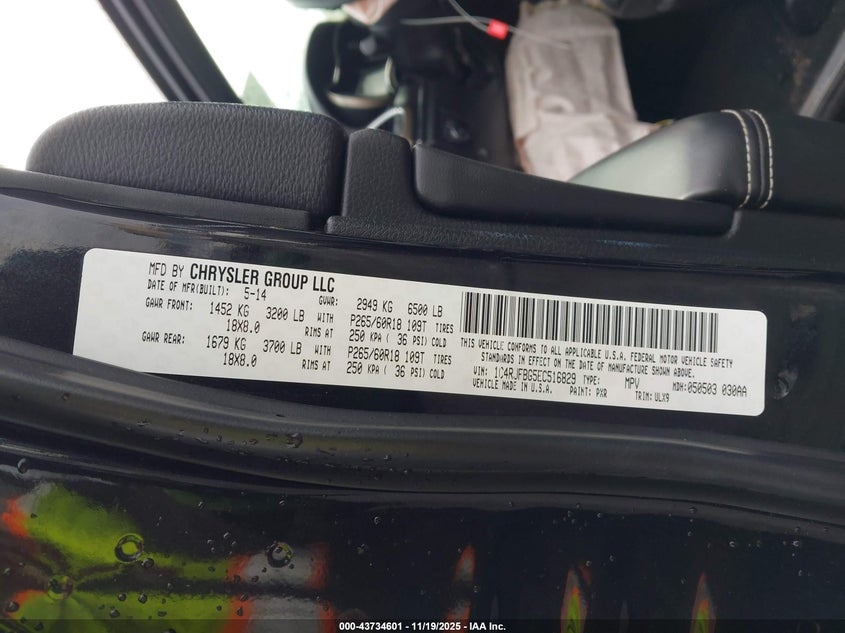 MFD BY CHRYSLER GROUP LLC
DATE OF MFR(BUILT): 5-14 GVWR: 2949 KG 6500 LB
GAWR FRONT: 1452 KG 3200 LB WITH P265/60R18 109T TIRES
18X8.0 RIMS AT 250 KPA ( 36 PSI) COLD
GAWR REAR: 1679 KG 3700 LB WITH P265/60R18 109T TIRES
18X8.0 RIMS AT 250 KPA ( 36 PSI) COLD
THIS VEHICLE CONFORMS TO ALL APPLICABLE U.S.A. FEDERAL MOTOR VEHICLE SAFETY
STANDARDS IN EFFECT ON THE DATE OF MANUFACTURE SHOWN ABOVE.
VIN: 1C4RJFBG5EC516829 TYPE: MPV MDH: 050503 030AA
VEHICLE MADE IN U.S.A. PAINT: PXR TRIM: ULX9
000-43734601 - 11/19/2025 - IAA Inc.